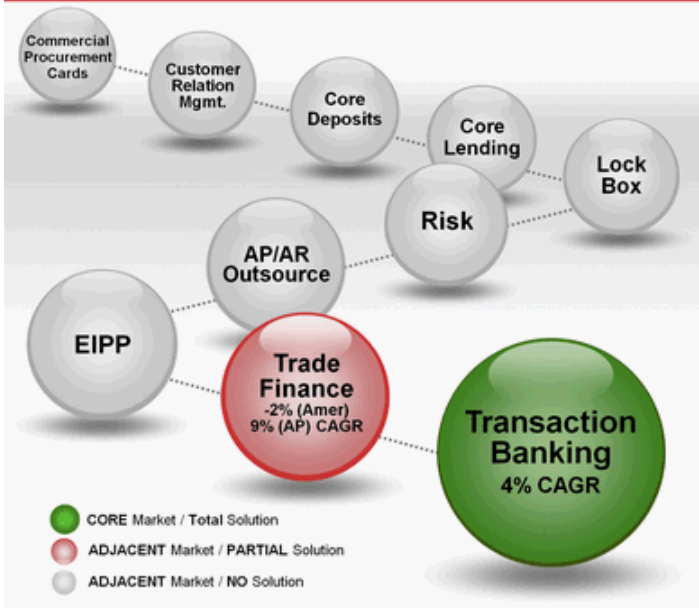 Commercial
Procurement
Cards
Customer
Relation
Mgmt.
Core
Deposits
Core
Lending
Lock
Box
Risk
AP/AR
Outsource
EIPP
Trade
Finance
-2% (Amer)
9% (AP) CAGR
Transaction
Banking
4% CAGR
CORE Market / Total Solution
ADJACENT Market / PARTIAL Solution
ADJACENT Market / NO Solution